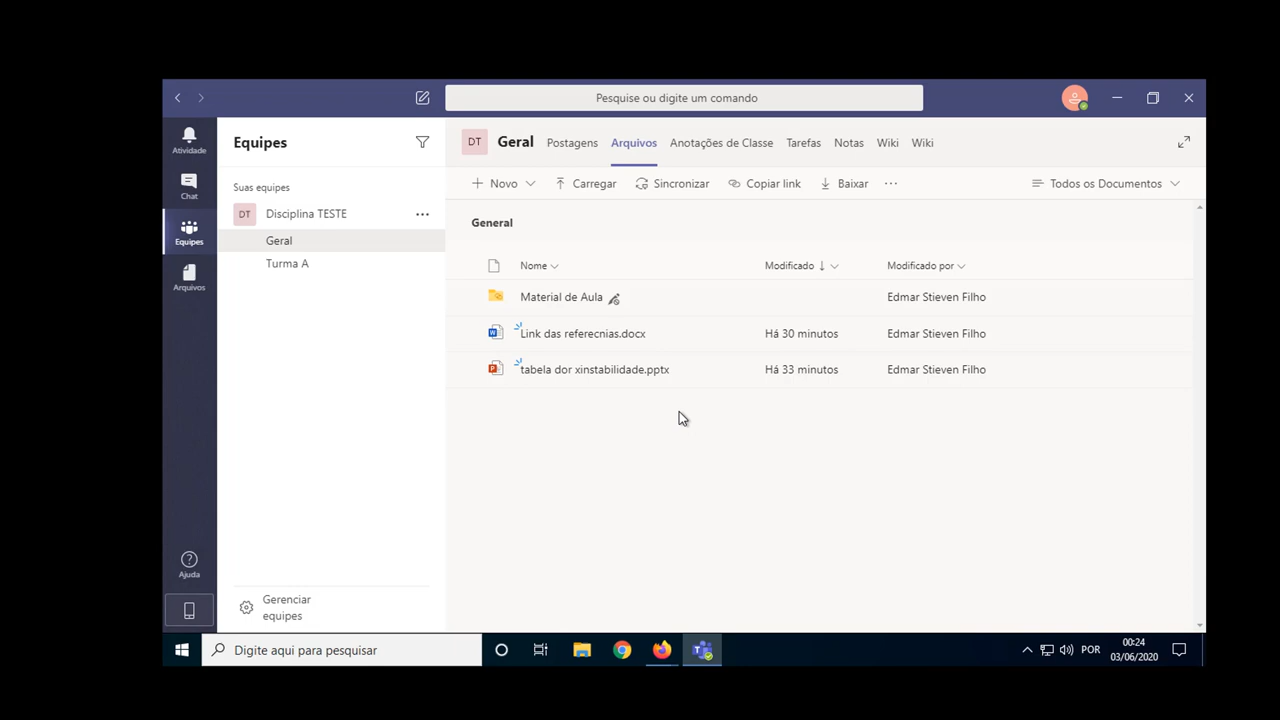 Pesquise ou digite um comando
Atividade
Chat
Equipes
Arquivos
Ajuda
Equipes
Suas equipes
DT Disciplina TESTE ...
Geral
Turma A
Gerenciar
equipes
DT Geral Postagens Arquivos Anotações de Classe Tarefas Notas Wiki Wiki
Novo Carregar Sincronizar Copiar link Baixar ... Todos os Documentos
General
Nome Modificado Modificado por
Material de Aula Edmar Stieven Filho
Link das referecnias.docx Há 30 minutos Edmar Stieven Filho
tabela dor xinstabilidade.pptx Há 33 minutos Edmar Stieven Filho
Digite aqui para pesquisar
POR
00:24
03/06/2020